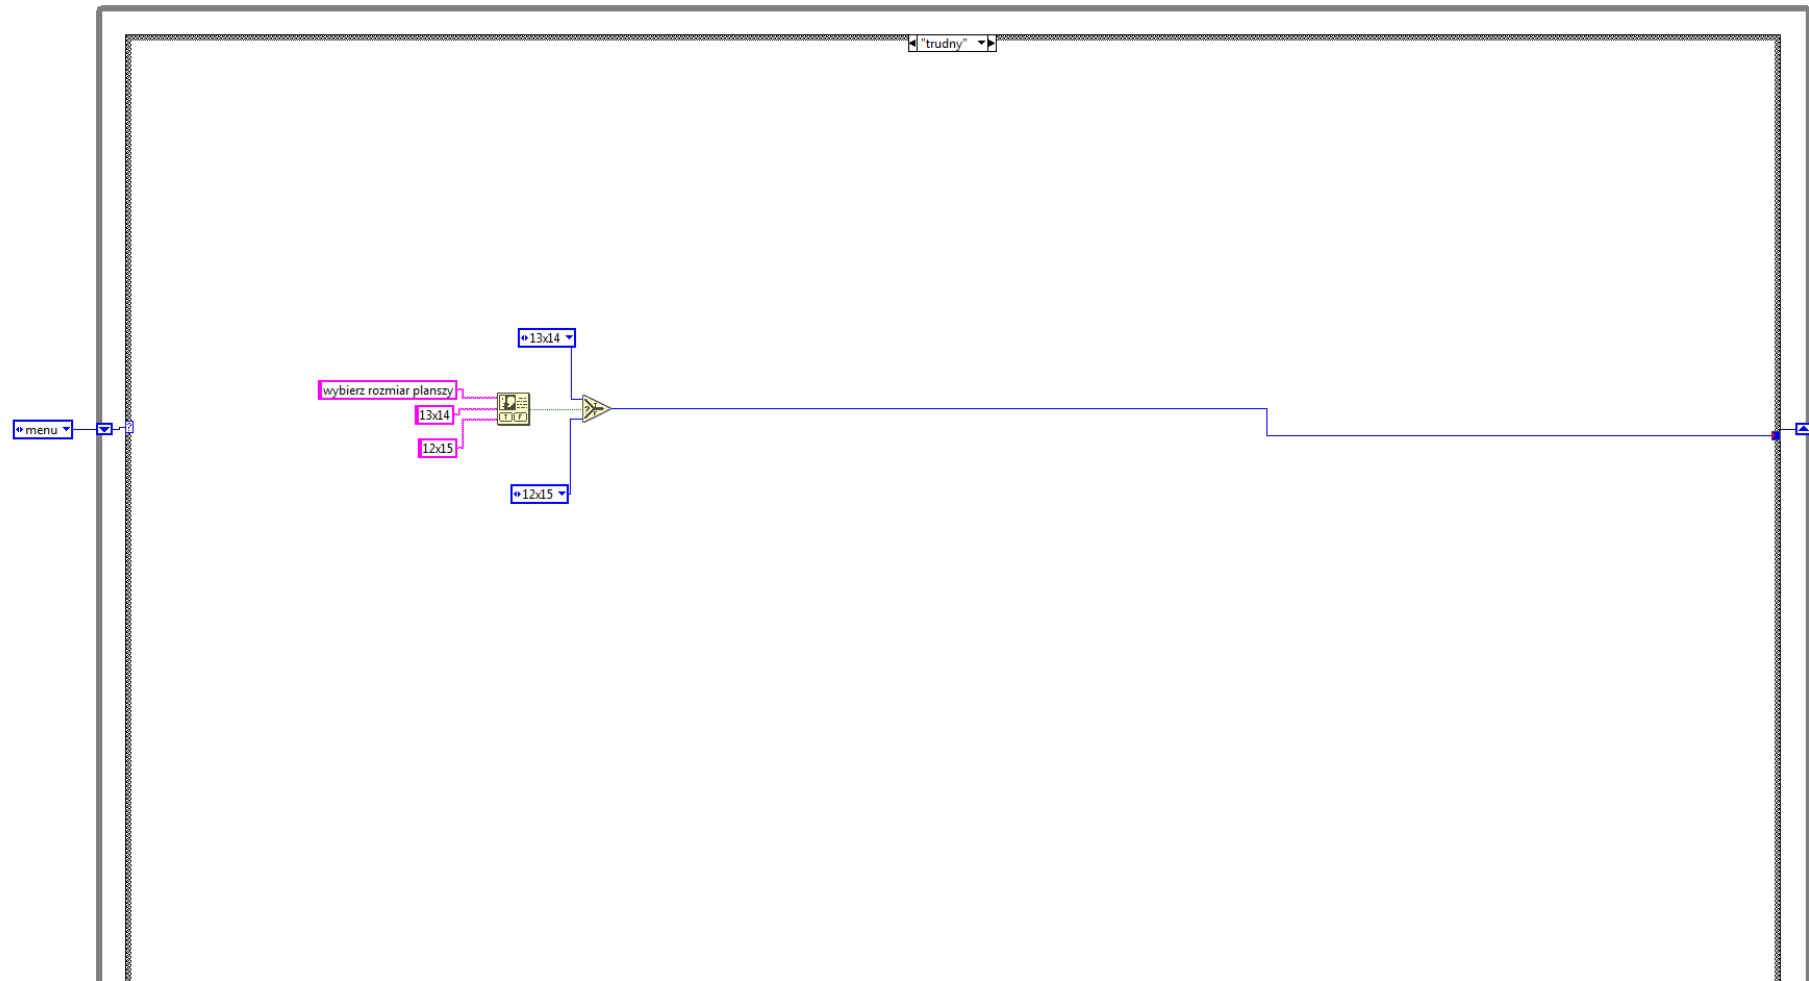 "trudny"
13x14
wybierz rozmiar planszy
13x14
menu
12x15
12x15